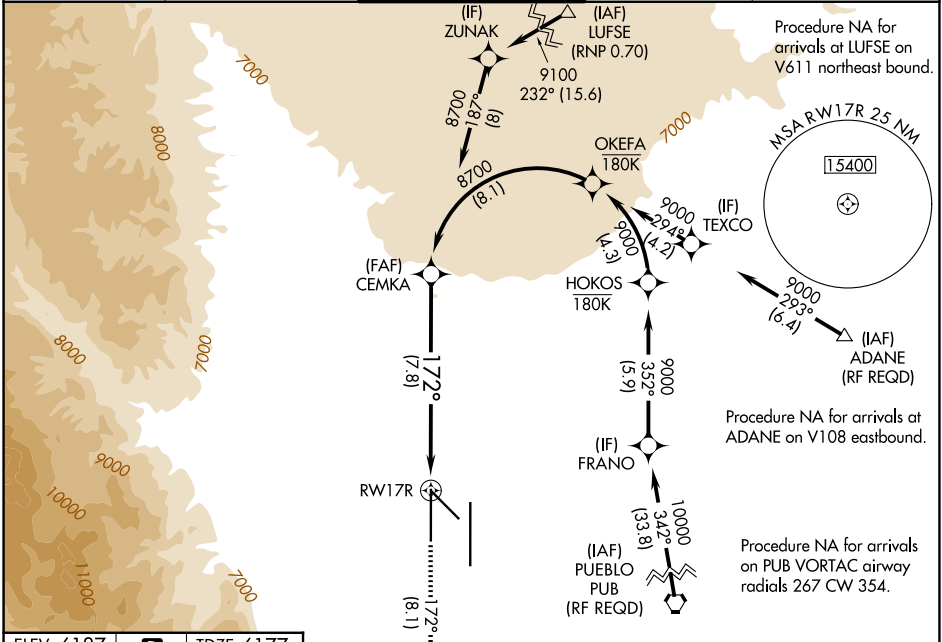 (IF)
ZUNAK
(IAF)
LUFSE
(RNP 0.70)
9100
232° (15.6)
Procedure NA for
arrivals at LUFSE on
V611 northeast bound.
7000
8700
187°
(8)
8000
7000
MSA RW17R 25 NM
15400
OKEFA
180K
8700
(8.1)
9000
294°
(4.2)
(IF)
TEXCO
9000
(4.3)
(FAF)
CEMKA
HOKOS
180K
9000
293°
(6.4)
(IAF)
ADANE
(RF REQD)
8000
7000
172°
(7.8)
9000
352°
(5.9)
Procedure NA for arrivals at
ADANE on V108 eastbound.
(IF)
FRANO
9000
10000
RW17R
10000
342°
(33.8)
(IAF)
PUEBLO
PUB
(RF REQD)
Procedure NA for arrivals
on PUB VORTAC airway
radials 267 CW 354.
11000
7000
172°
(8.1)
ELEV 6187
TDZE 6177